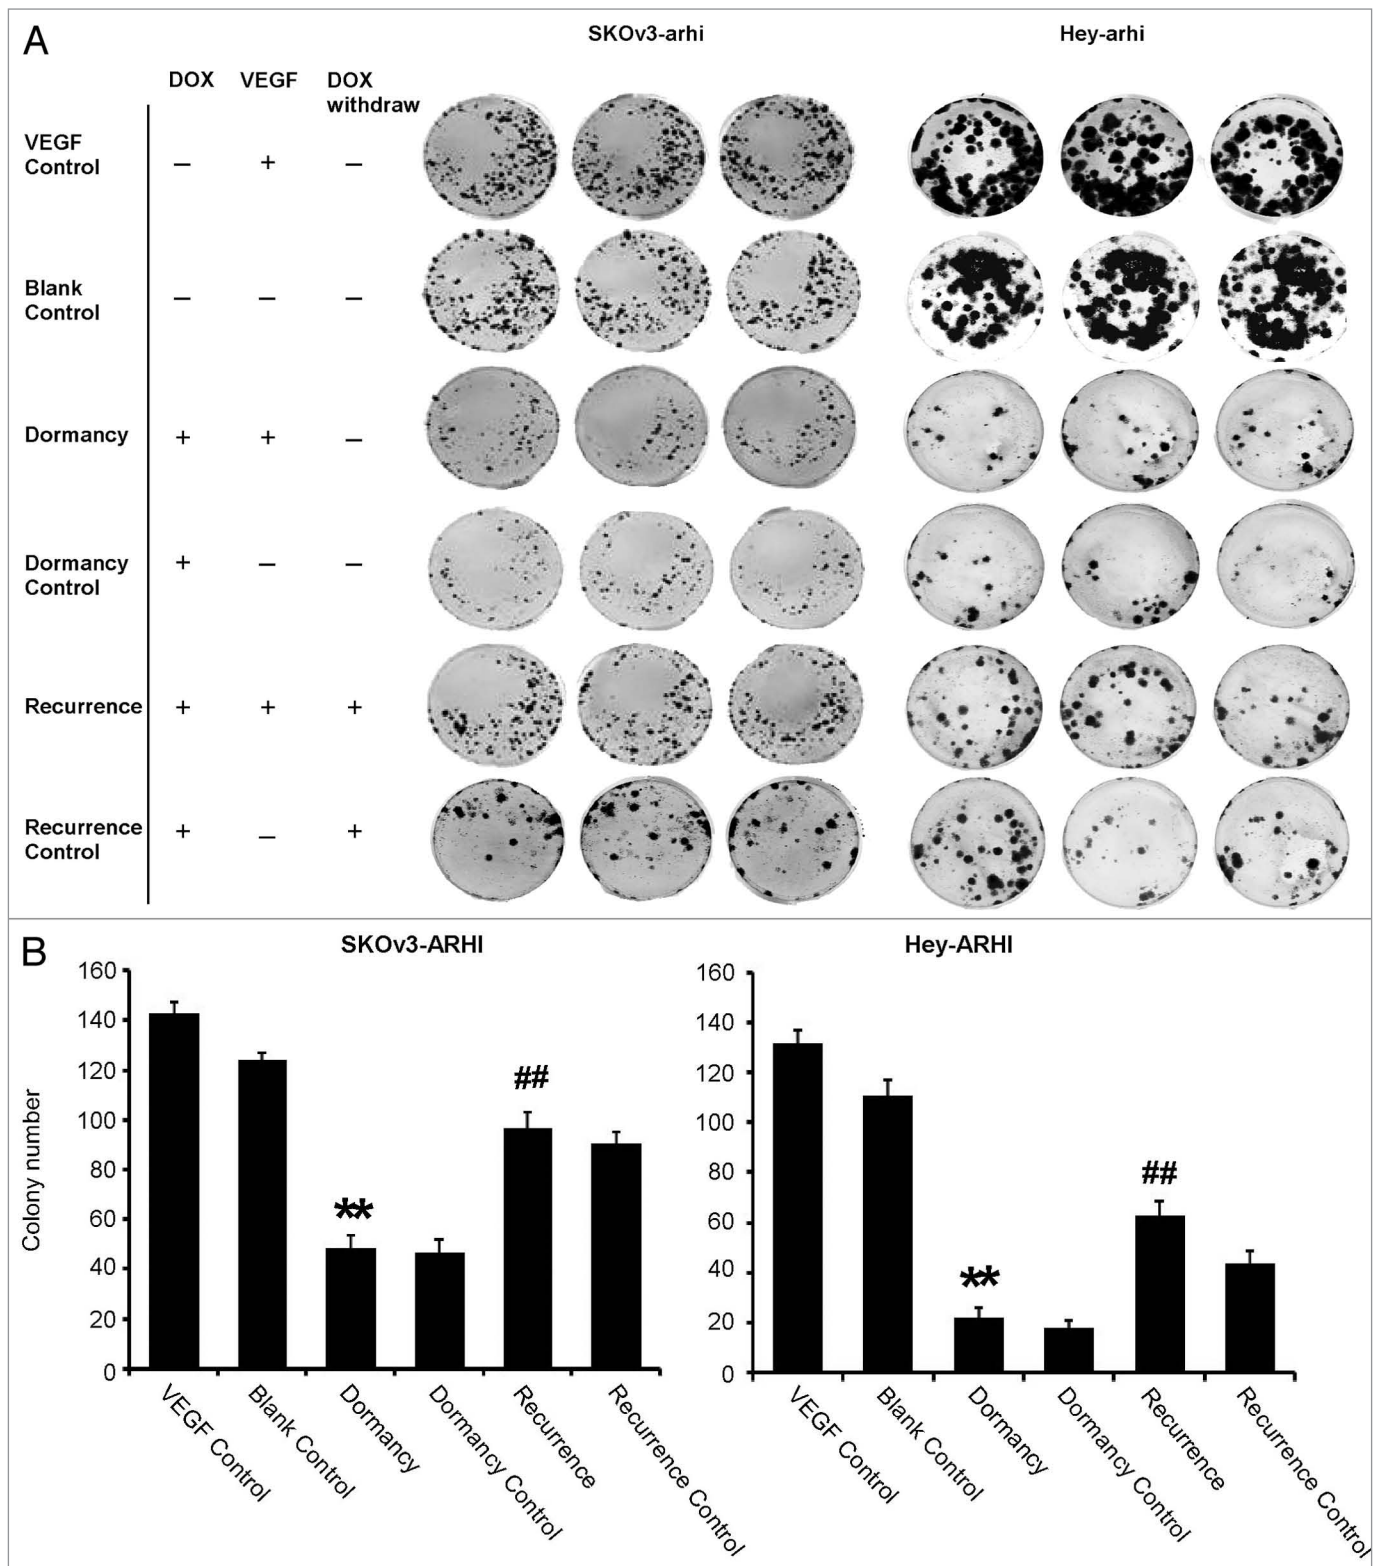 A
SKOv3-arhi
Hey-arhi
DOX
VEGF
DOX
withdraw
VEGF
Control
– + –
Blank
Control
– – –
Dormancy
+ + –
Dormancy
Control
+ – –
Recurrence
+ + +
Recurrence
Control
+ – +
B
SKOv3-ARHI
Colony number
160
140
120
100
80
60
40
20
0
**
##
VEGF Control
Blank Control
Dormancy
Dormancy Control
Recurrence
Recurrence Control
Hey-ARHI
160
140
120
100
80
60
40
20
0
**
##
VEGF Control
Blank Control
Dormancy
Dormancy Control
Recurrence
Recurrence Control